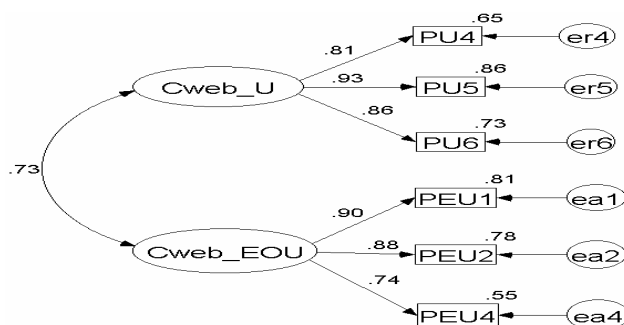 .65
.81
PU4
er4
.86
.93
Cweb_U
PU5
er5
.86
.73
PU6
er6
.73
.81
.90
PEU1
ea1
.78
.88
Cweb_EOU
PEU2
ea2
.74
.55
PEU4
ea4